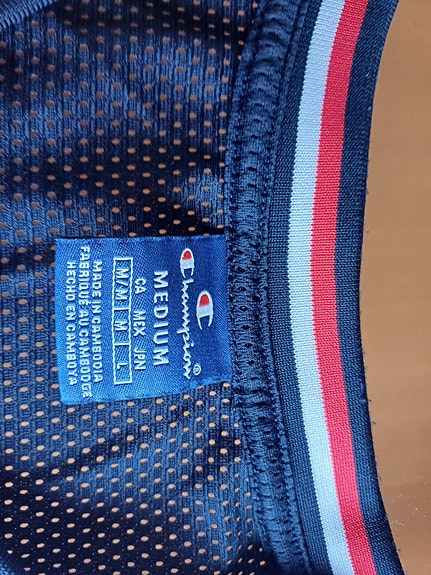 Champion®
MEDIUM
CA MEX JPN
M/M M L
MADE IN CAMBODIA
FABRIQUÉ AU CAMBODGE
HECHO EN CAMBOYA